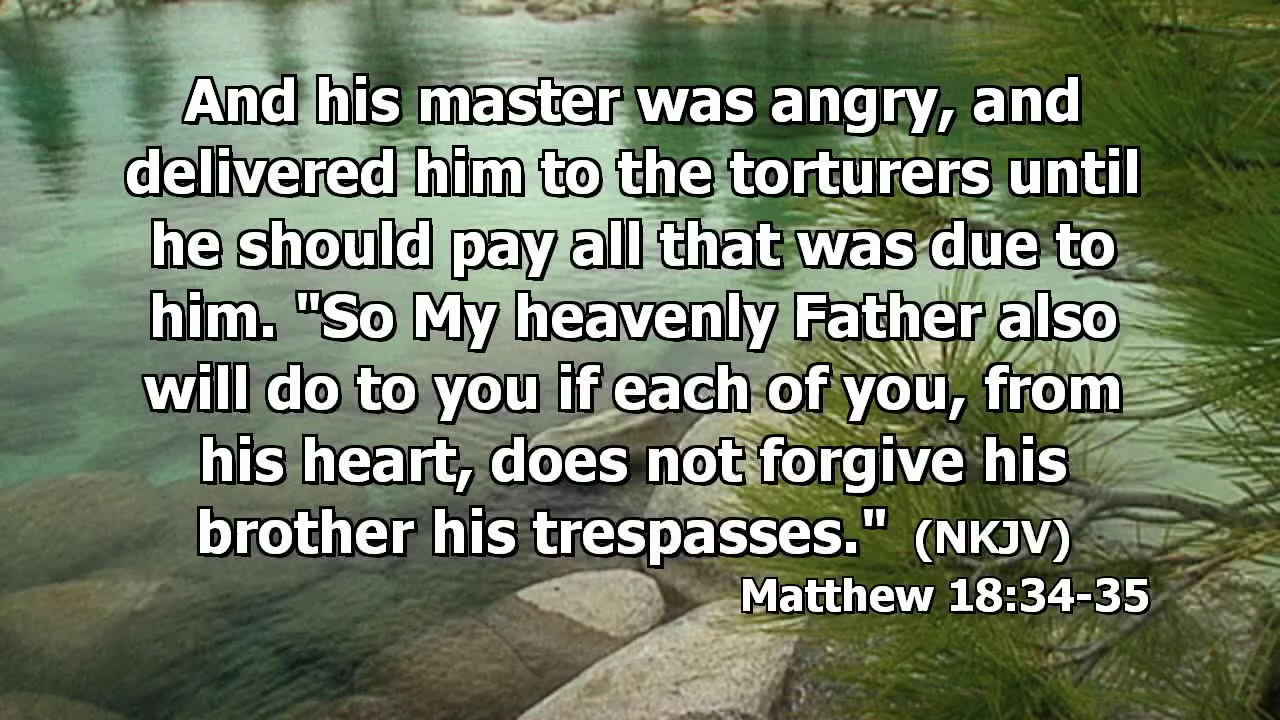 And his master was angry, and
delivered him to the torturers until
he should pay all that was due to
him. "So My heavenly Father also
will do to you if each of you, from
his heart, does not forgive his
brother his trespasses." (NKJV)
Matthew 18:34-35